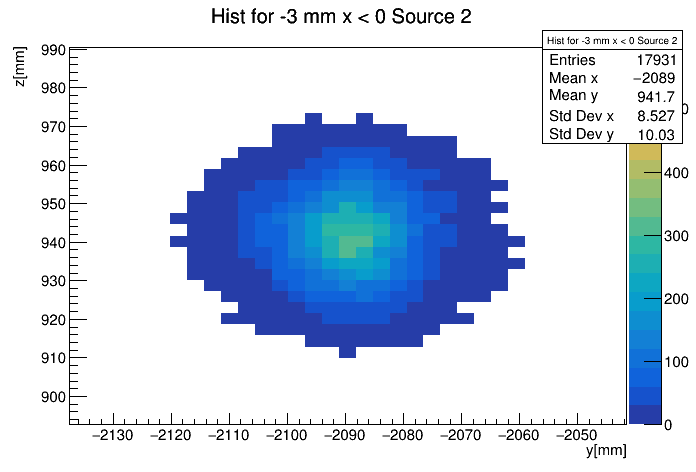 Hist for -3 mm x < 0 Source 2
Hist for -3 mm x < 0 Source 2
Entries 17931
Mean x −2089
Mean y 941.7
Std Dev x 8.527
Std Dev y 10.03
z[mm]
990
980
970
960
950
940
930
920
910
900
−2130 −2120 −2110 −2100 −2090 −2080 −2070 −2060 −2050
y[mm]
0
400
300
200
100
0